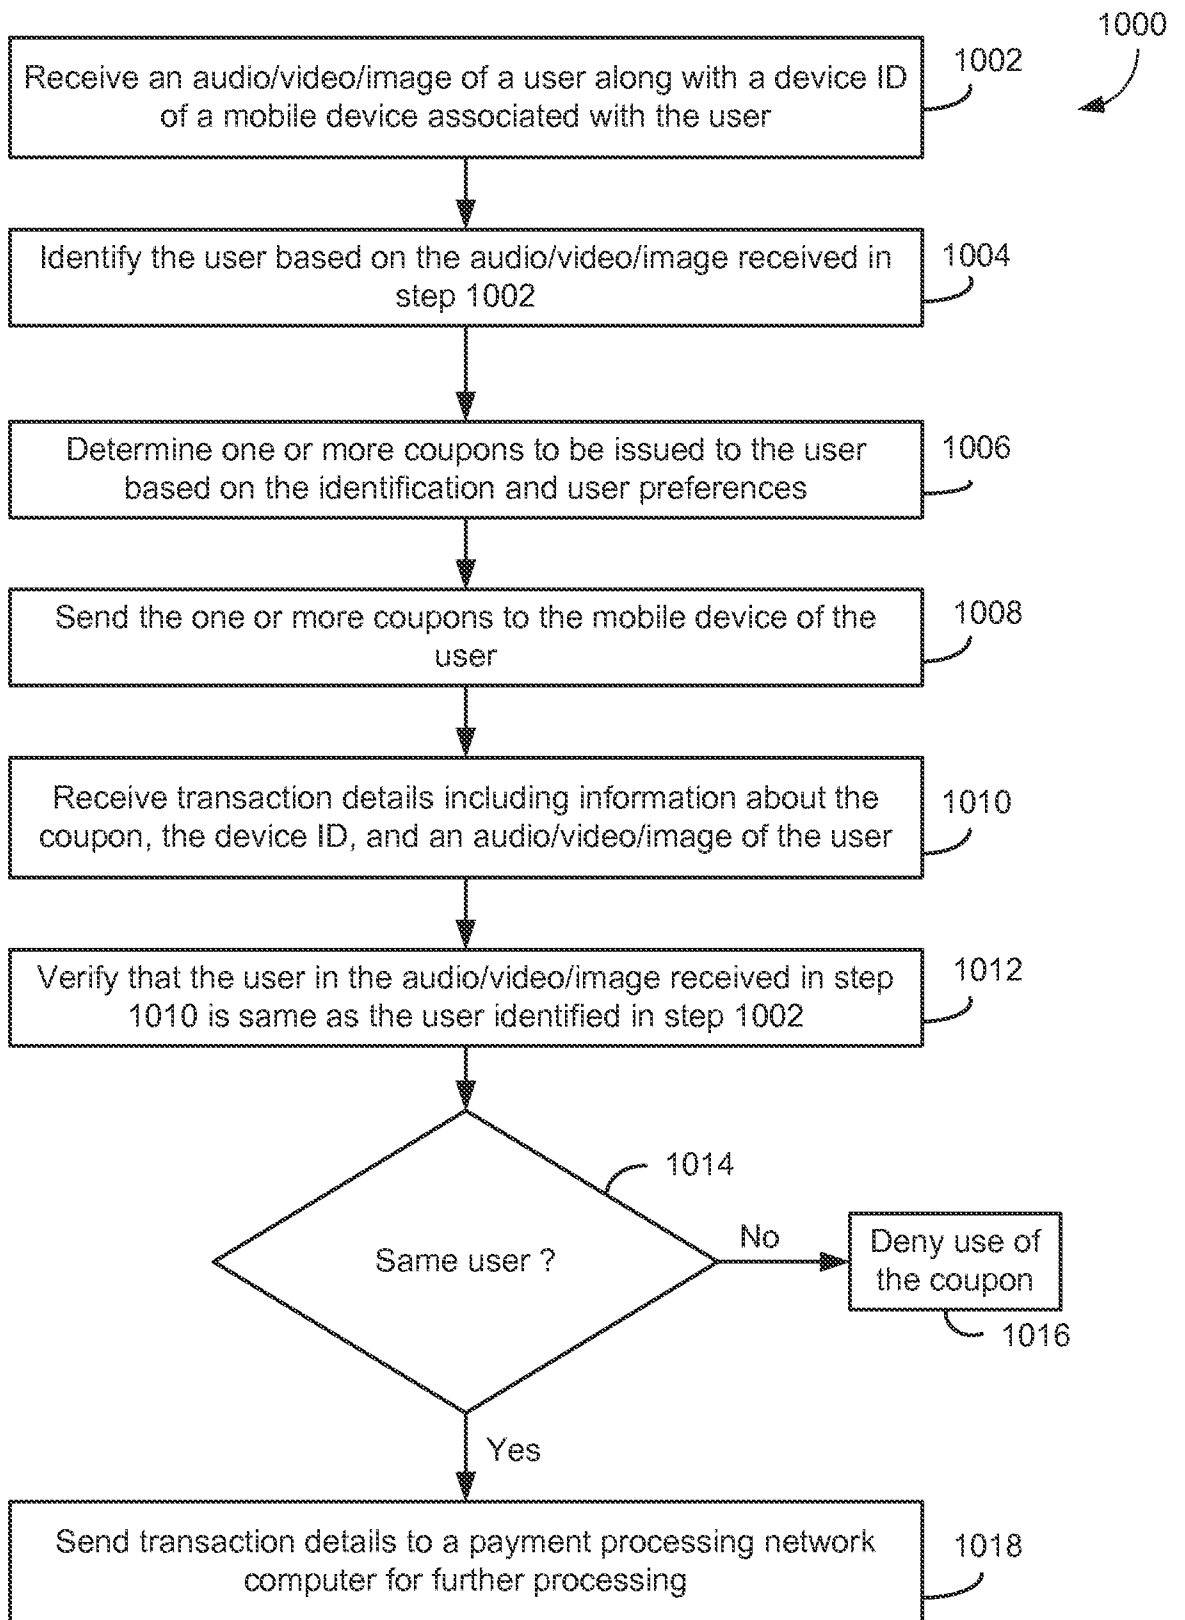 1000
Receive an audio/video/image of a user along with a device ID
of a mobile device associated with the user
1002
Identify the user based on the audio/video/image received in
step 1002
1004
Determine one or more coupons to be issued to the user
based on the identification and user preferences
1006
Send the one or more coupons to the mobile device of the
user
1008
Receive transaction details including information about the
coupon, the device ID, and an audio/video/image of the user
1010
Verify that the user in the audio/video/image received in step
1010 is same as the user identified in step 1002
1012
1014
Same user ?
No
Deny use of
the coupon
1016
Yes
Send transaction details to a payment processing network
computer for further processing
1018